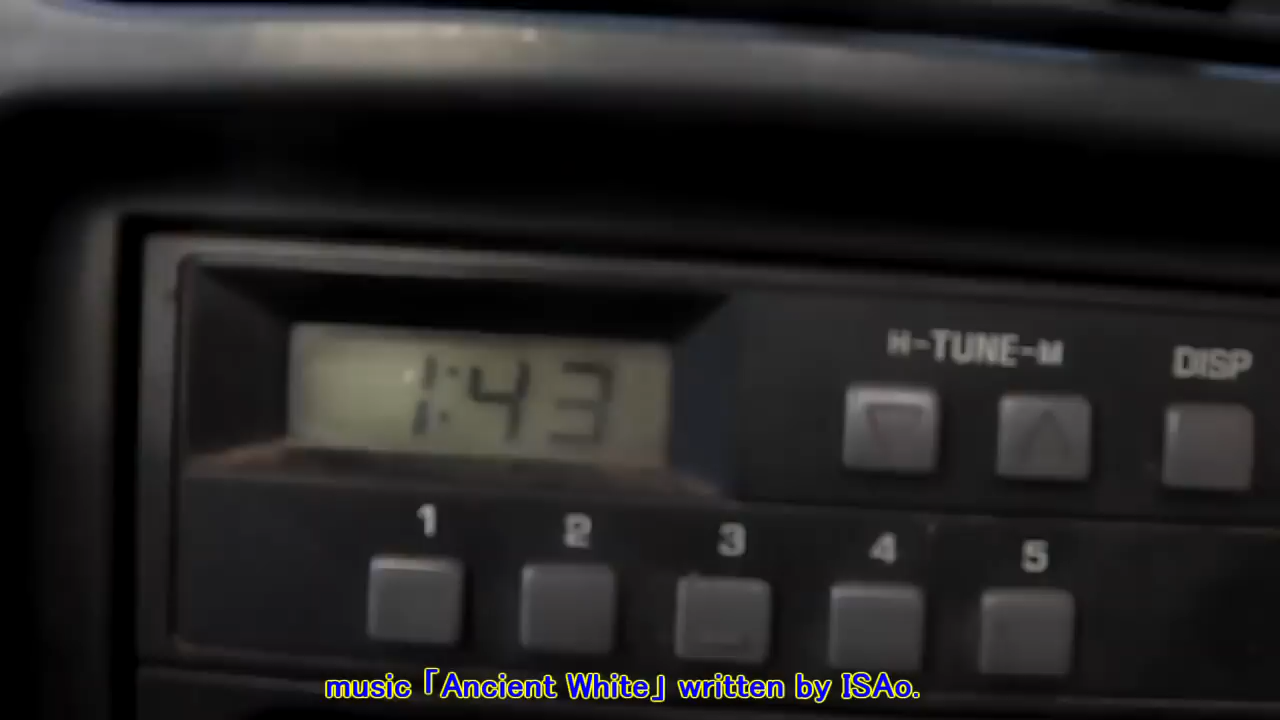 H-TUNE-M
DISP
1:43
1 2 3 4 5
music「Ancient White」written by ISAo.